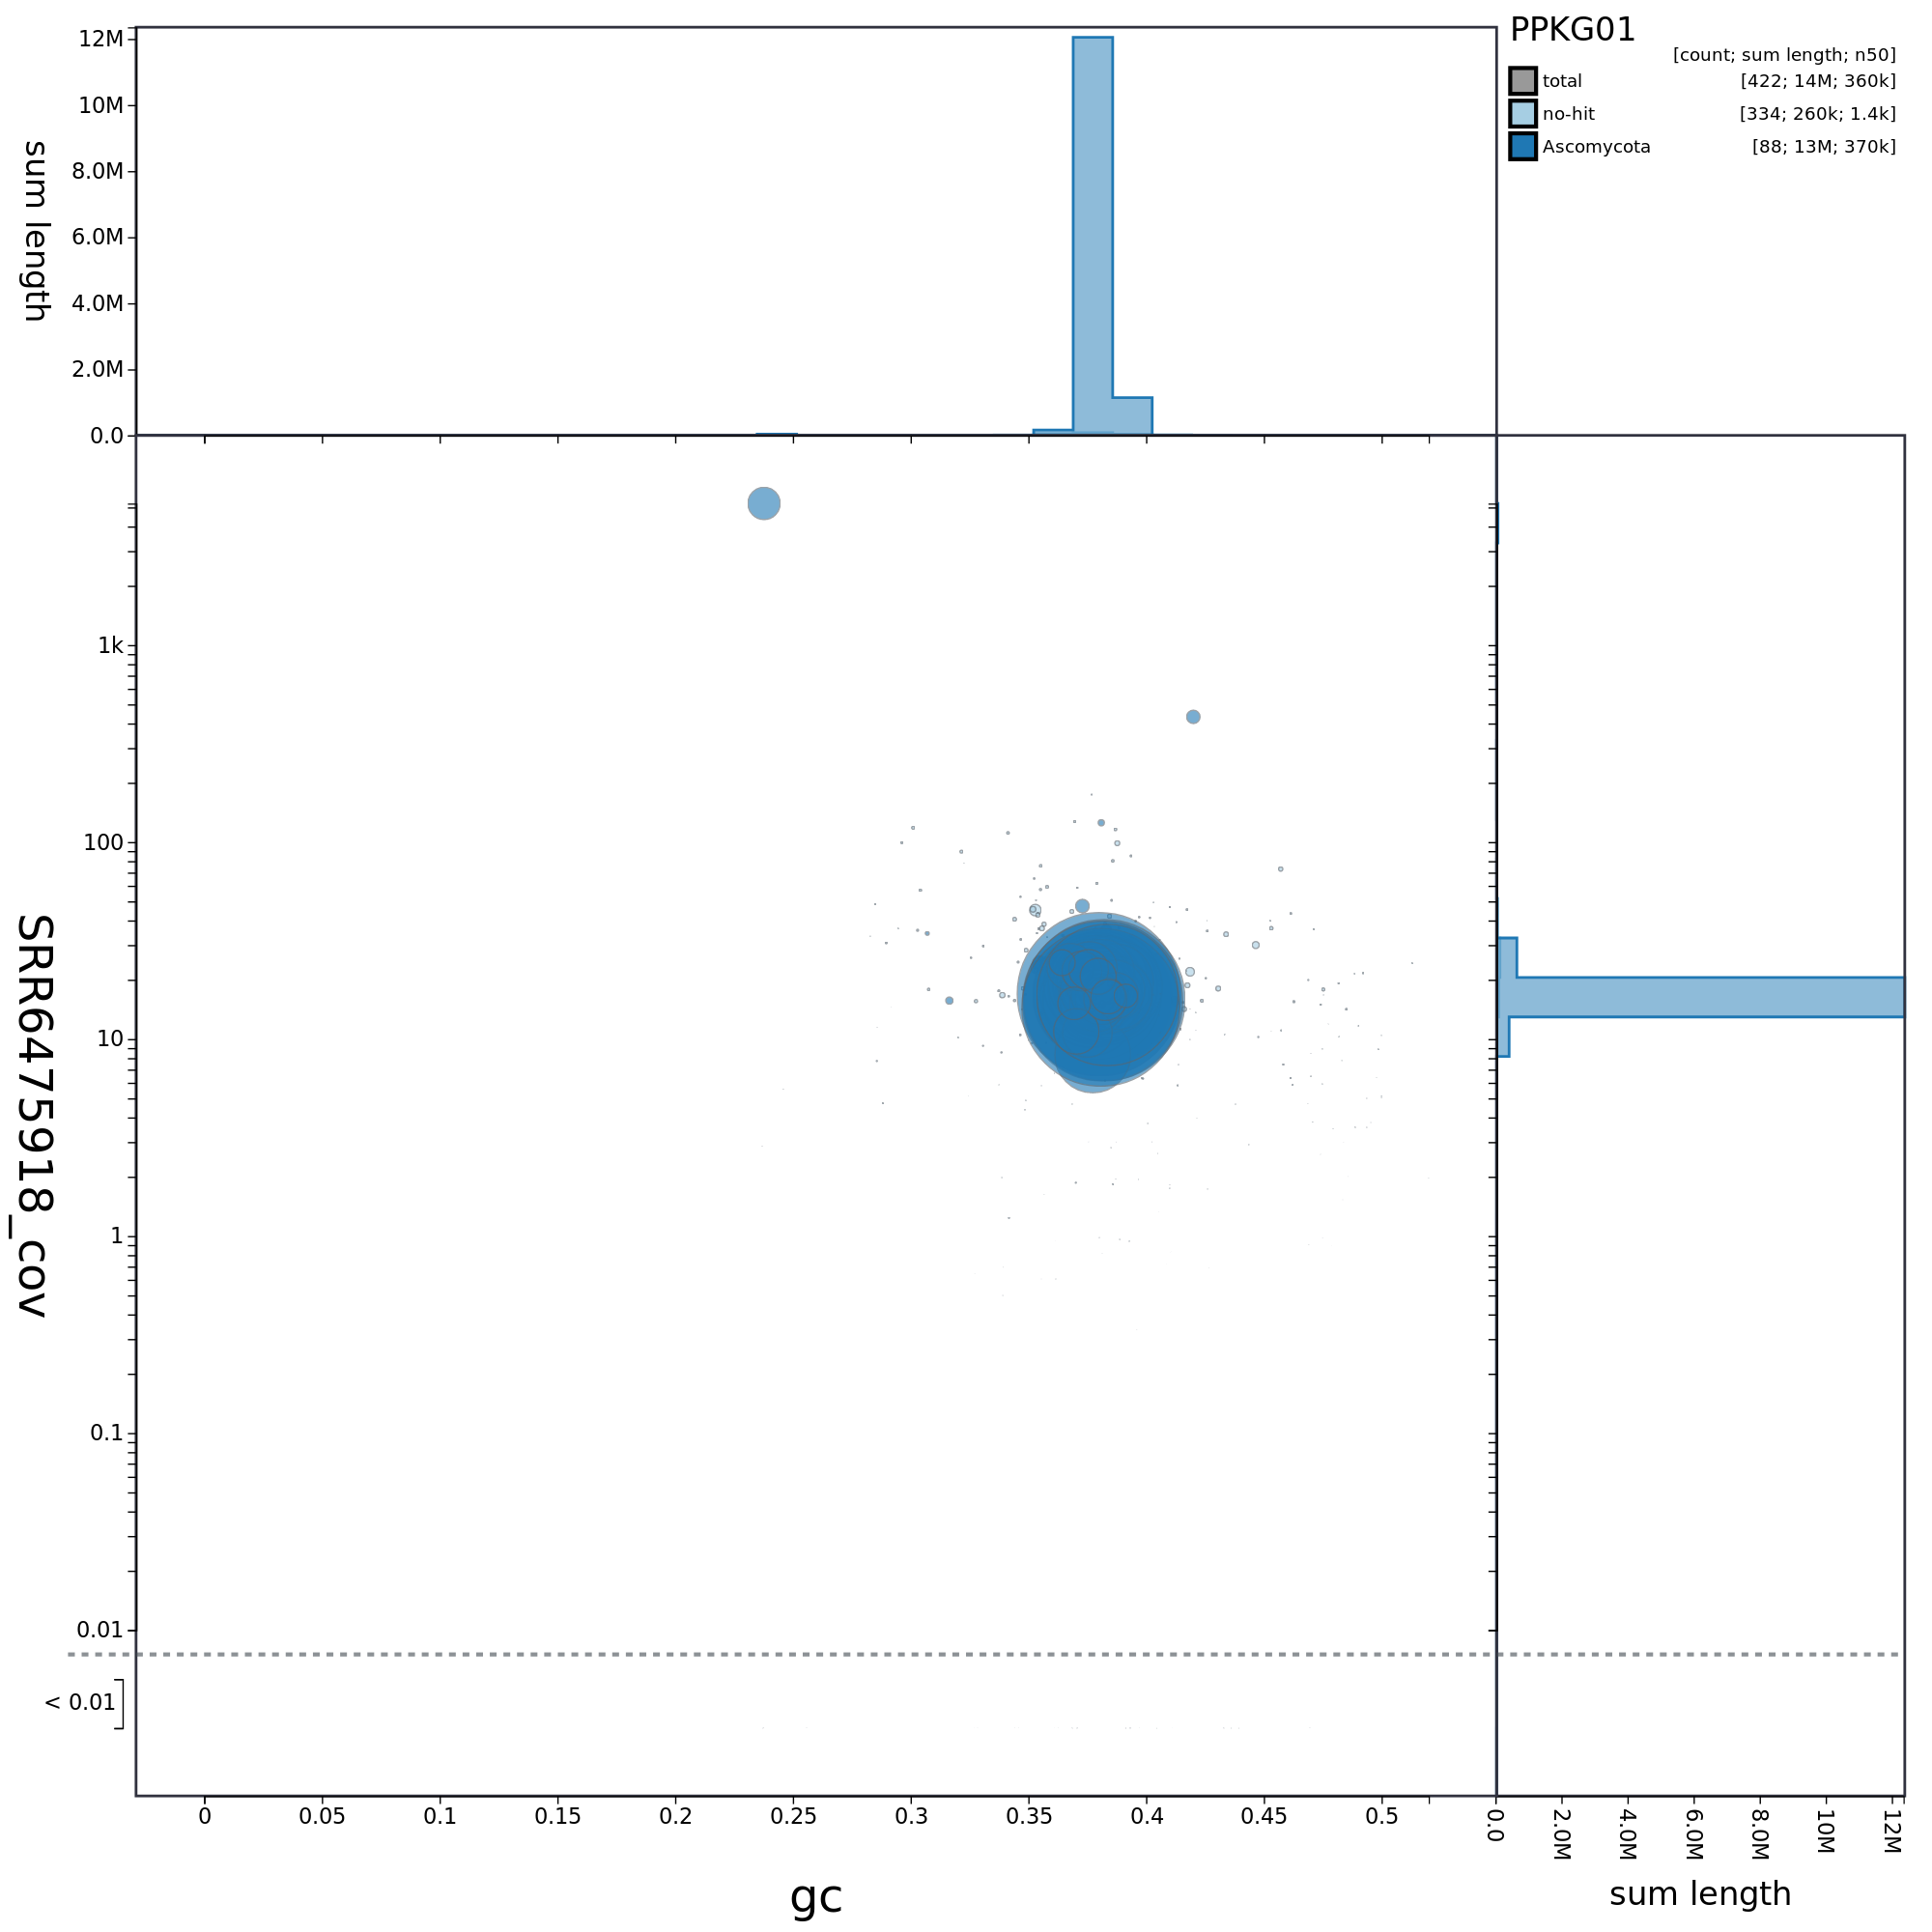 PPKG01
[count; sum length; n50]
total [422; 14M; 360k]
no-hit [334; 260k; 1.4k]
Ascomycota [88; 13M; 370k]
sum length
12M
10M
8.0M
6.0M
4.0M
2.0M
0.0
SRR6475918_cov
1k
100
10
1
0.1
0.01
< 0.01
0 0.05 0.1 0.15 0.2 0.25 0.3 0.35 0.4 0.45 0.5
gc
0.0 2.0M 4.0M 6.0M 8.0M 10M 12M
sum length